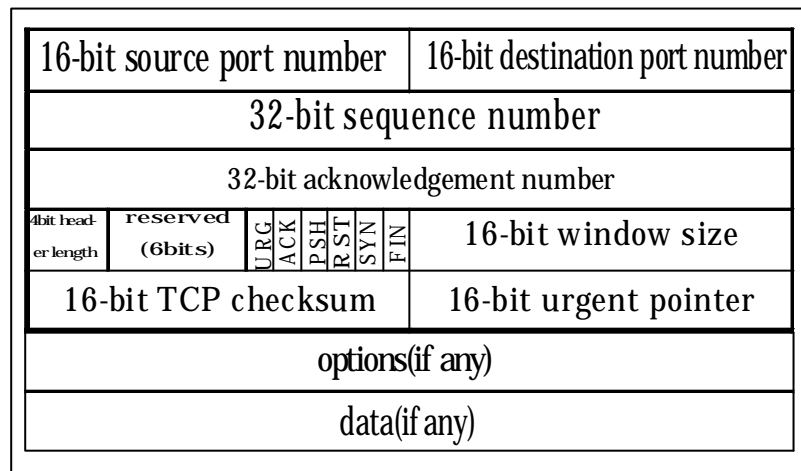 16-bit source port number
16-bit destination port number
32-bit sequence number
32-bit acknowledgement number
4bit head-
er length
reserved
(6bits)
URG
ACK
PSH
RST
SYN
FIN
16-bit window size
16-bit TCP checksum
16-bit urgent pointer
options(if any)
data(if any)